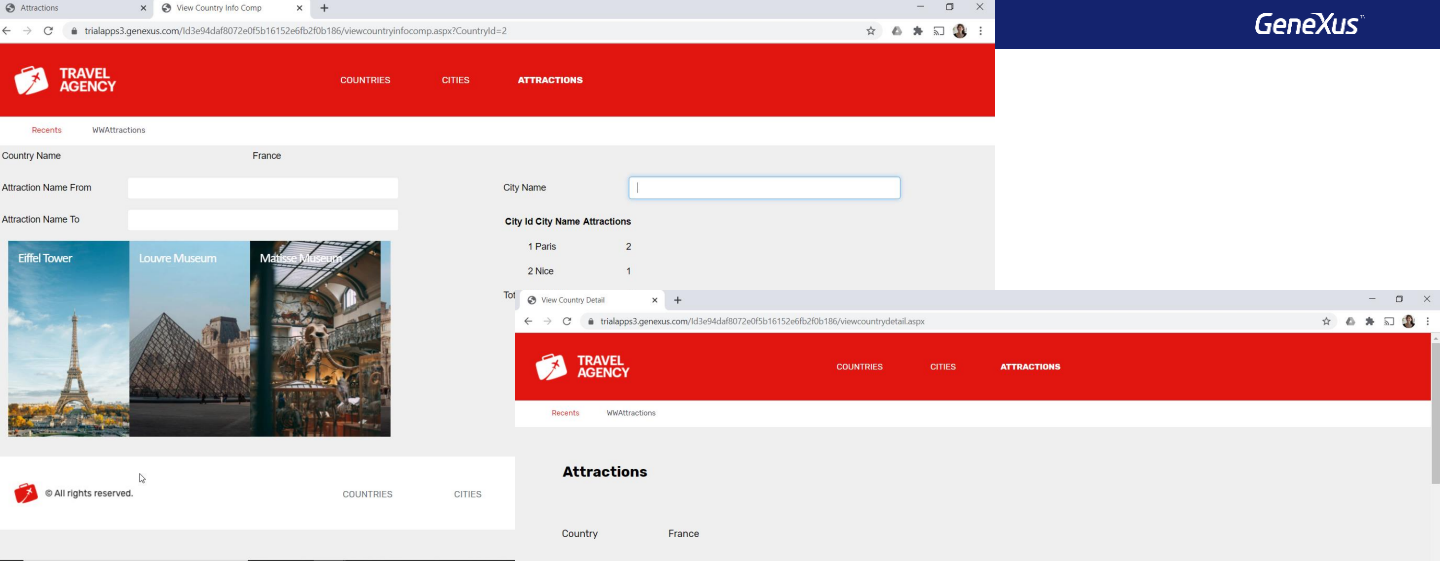 Attractions
View Country Info Comp
GeneXus™
trialapps3.genexus.com/Id3e94daf8072e0f5b16152e6fb2f0b186/viewcountryinfocomp.aspx?CountryId=2
TRAVEL
AGENCY
COUNTRIES CITIES ATTRACTIONS
Recents WWAttractions
Country Name France
Attraction Name From
City Name
Attraction Name To
City Id City Name Attractions
1 Paris 2
2 Nice 1
Eiffel Tower Louvre Museum Matisse Museum
Tot
© All rights reserved.
COUNTRIES CITIES
View Country Detail
trialapps3.genexus.com/Id3e94daf8072e0f5b16152e6fb2f0b186/viewcountrydetail.aspx
TRAVEL
AGENCY
COUNTRIES CITIES ATTRACTIONS
Recents WWAttractions
Attractions
Country France